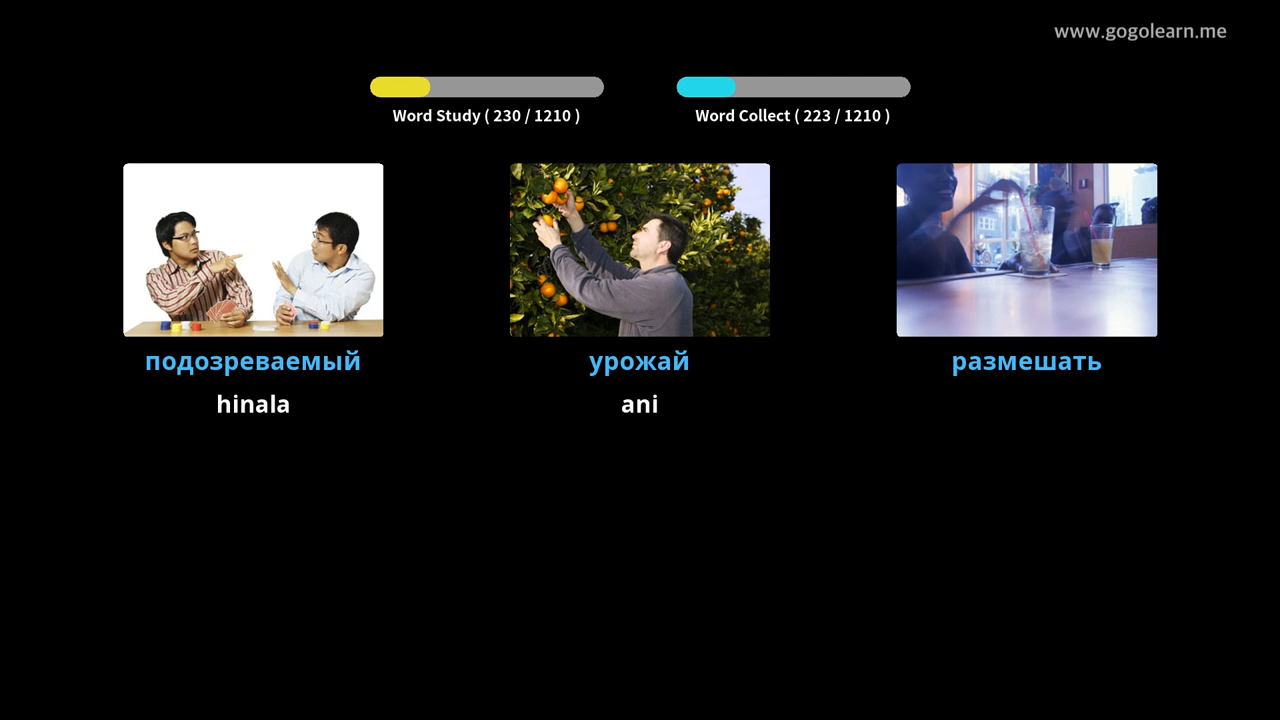 www.gogolearn.me
Word Study ( 230 / 1210 )
Word Collect ( 223 / 1210 )
подозреваемый
урожай
размешать
hinala
ani